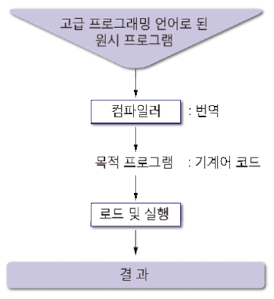 고급 프로그래밍 언어로 된
원시 프로그램
컴파일러 : 번역
목적 프로그램 : 기계어 코드
로드 및 실행
결 과